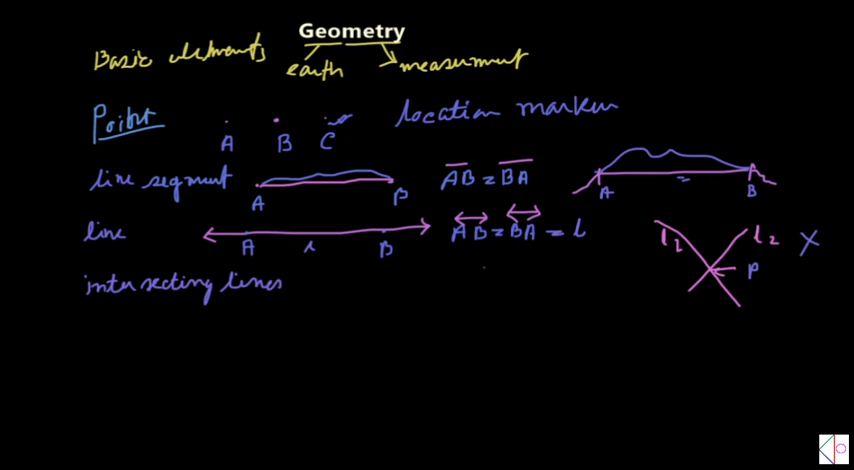 Geometry
Basic elements
earth
measurement
Point
A B C
location marker
line segment
A B
AB = BA
A B
line
A l B
AB = BA = l
l1 l2
P
intersecting lines